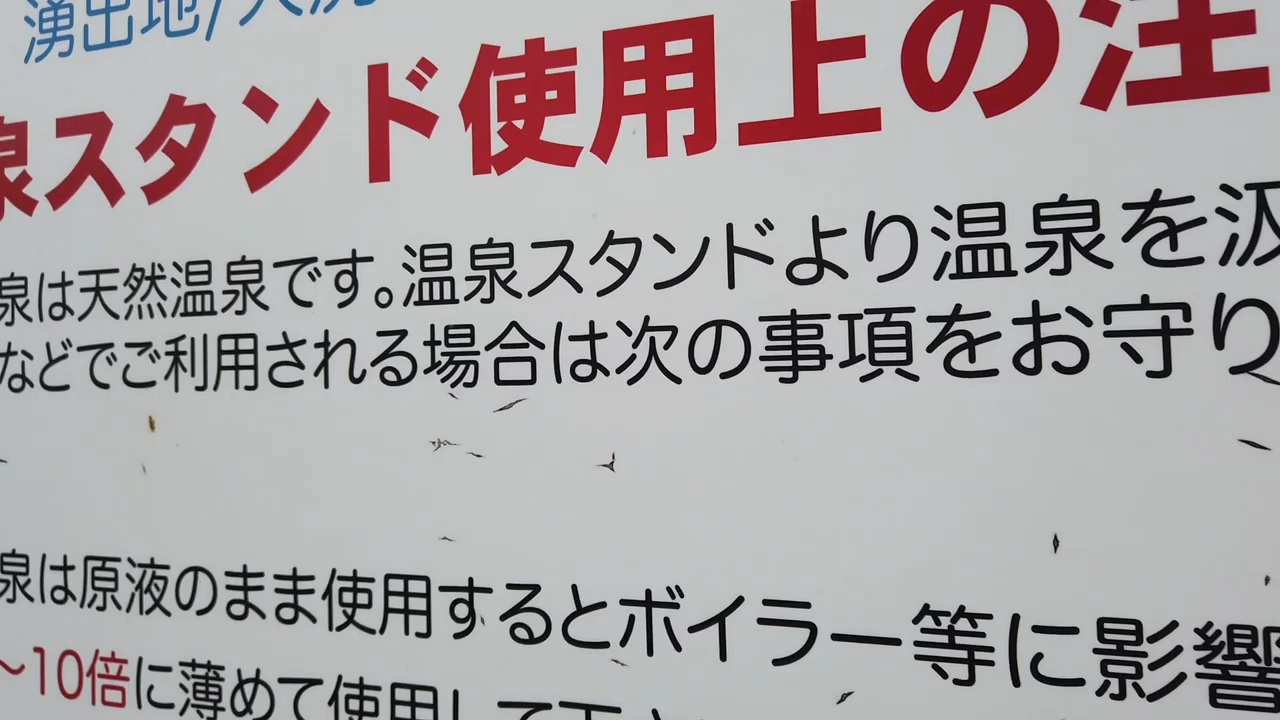 湧出地/
泉スタンド使用上の注
泉は天然温泉です。温泉スタンドより温泉を汲
などでご利用される場合は次の事項をお守り
泉は原液のまま使用するとボイラー等に影響
～10倍に薄めて使用して下さ